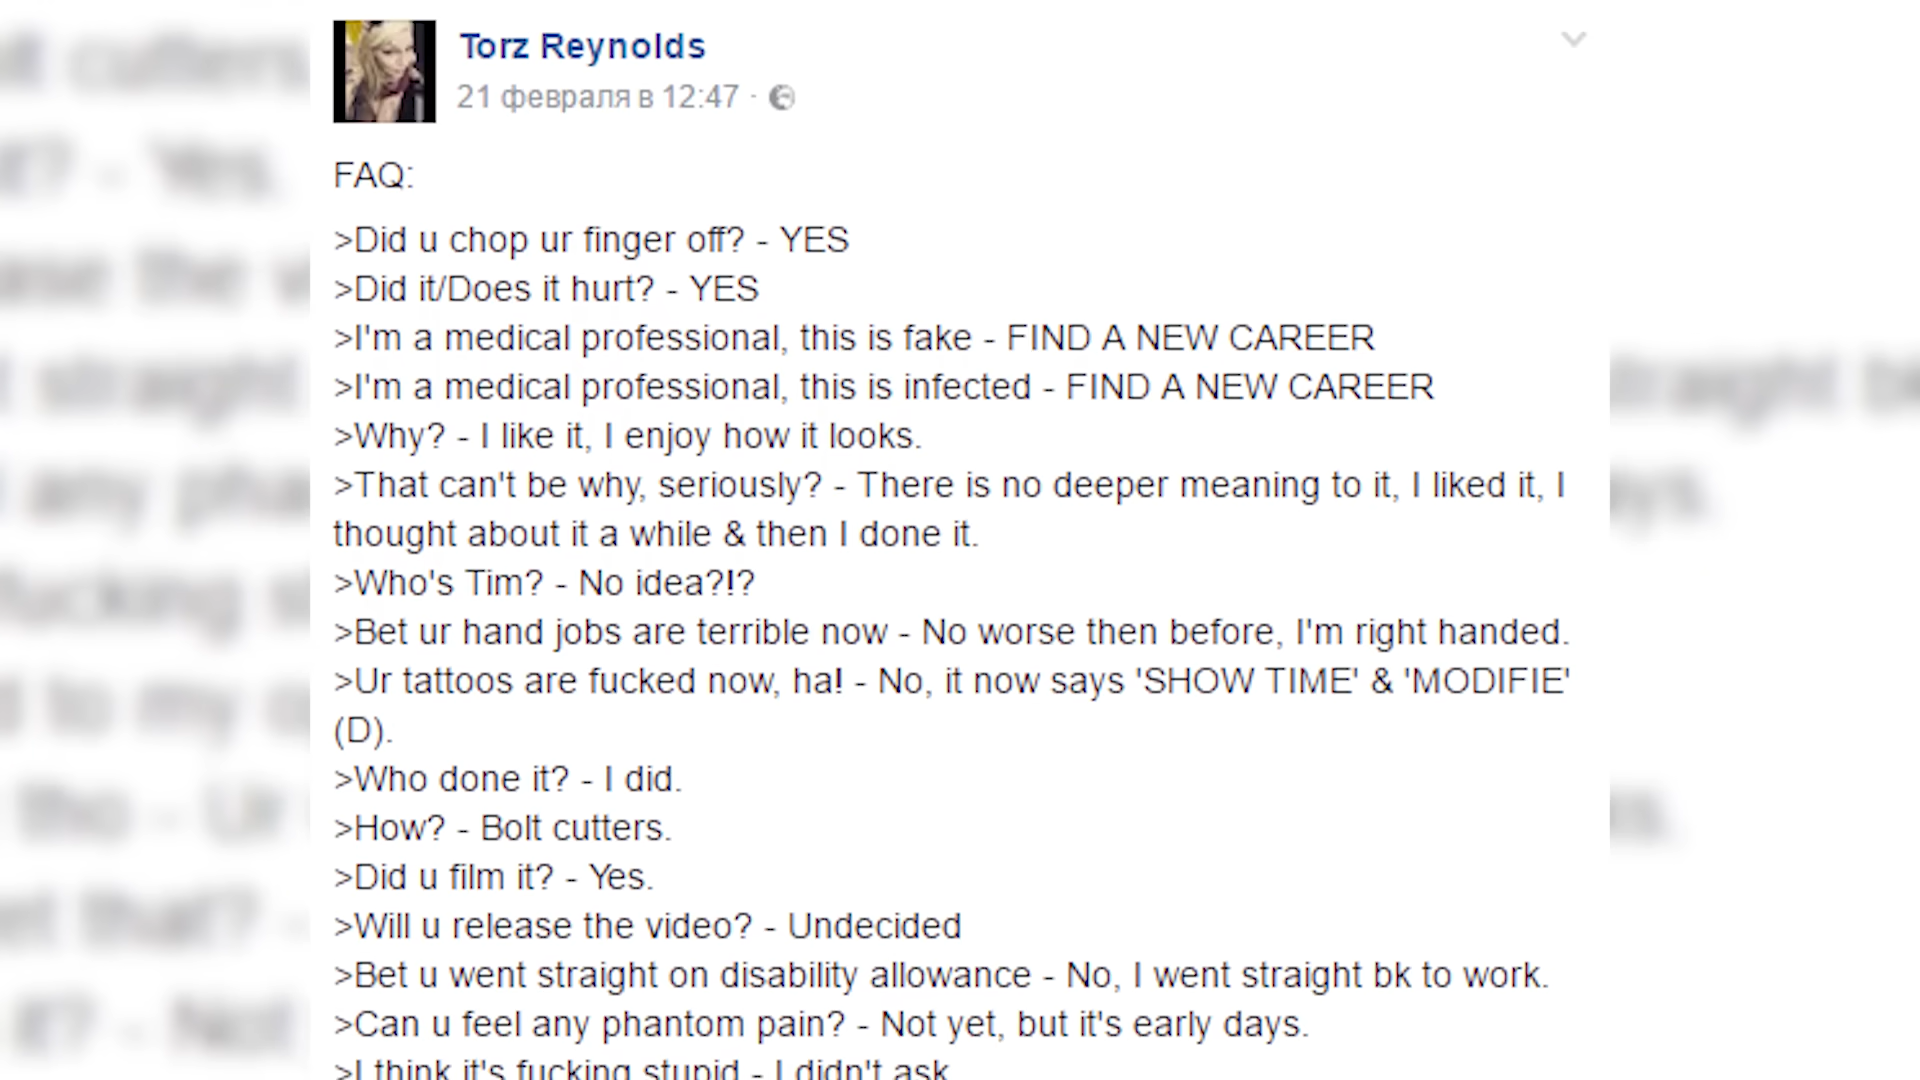 Torz Reynolds
21 февраля в 12:47 ·
FAQ:
>Did u chop ur finger off? - YES
>Did it/Does it hurt? - YES
>I'm a medical professional, this is fake - FIND A NEW CAREER
>I'm a medical professional, this is infected - FIND A NEW CAREER
>Why? - I like it, I enjoy how it looks.
>That can't be why, seriously? - There is no deeper meaning to it, I liked it, I
thought about it a while & then I done it.
>Who's Tim? - No idea?!?
>Bet ur hand jobs are terrible now - No worse then before, I'm right handed.
>Ur tattoos are fucked now, ha! - No, it now says 'SHOW TIME' & 'MODIFIE'
(D).
>Who done it? - I did.
>How? - Bolt cutters.
>Did u film it? - Yes.
>Will u release the video? - Undecided
>Bet u went straight on disability allowance - No, I went straight bk to work.
>Can u feel any phantom pain? - Not yet, but it's early days.
>I think it's fucking stupid - I didn't ask